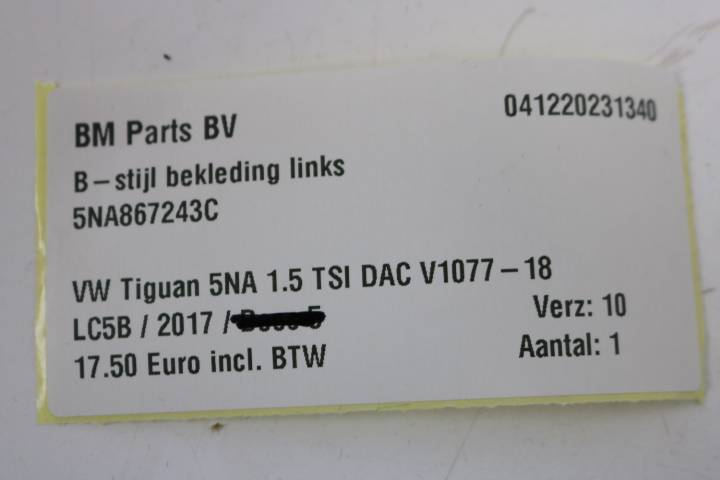 BM Parts BV
041220231340
B-stijl bekleding links
5NA867243C
VW Tiguan 5NA 1.5 TSI DAC V1077-18
LC5B / 2017 /
Verz: 10
17.50 Euro incl. BTW
Aantal: 1